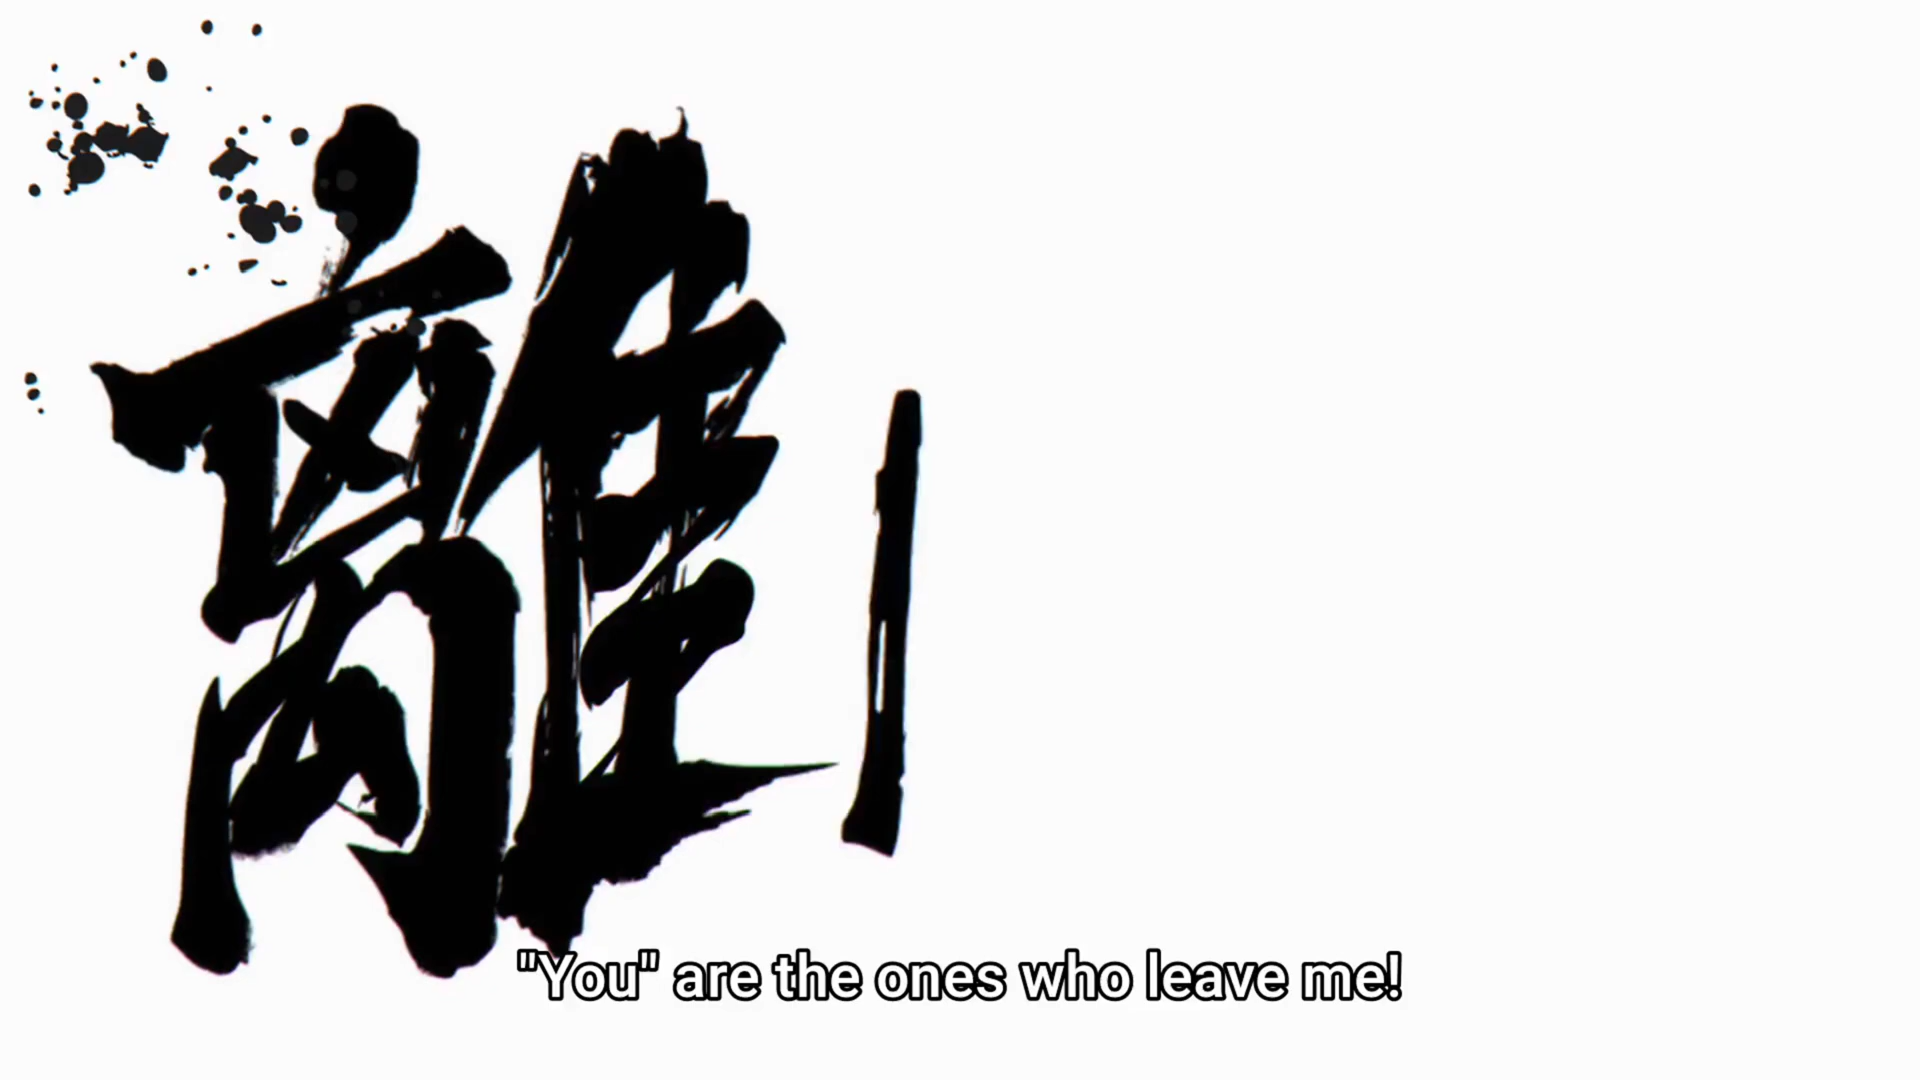 離
"You" are the ones who leave me!